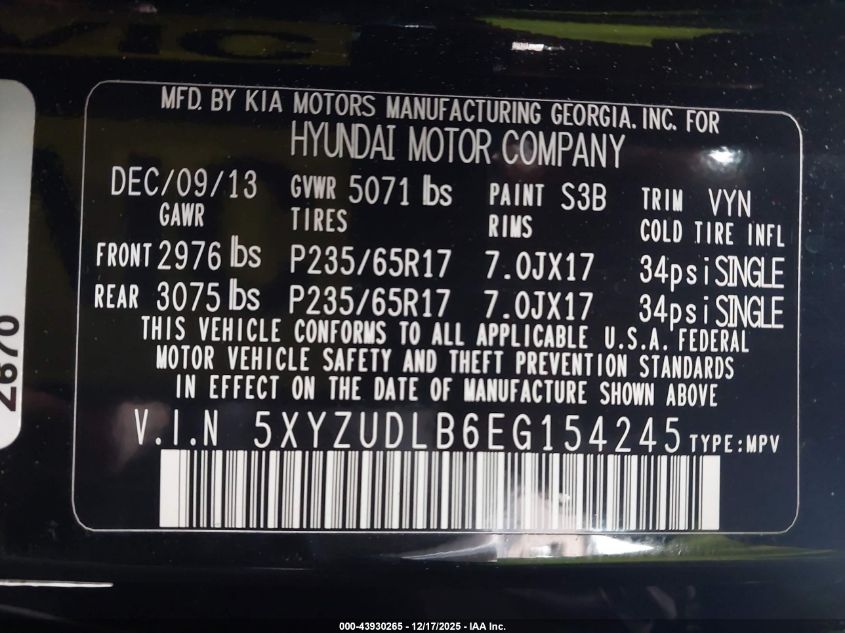 MFD. BY KIA MOTORS MANUFACTURING GEORGIA. INC. FOR
HYUNDAI MOTOR COMPANY
DEC/09/13 GVWR 5071 lbs PAINT S3B TRIM VYN
GAWR TIRES RIMS COLD TIRE INFL
FRONT 2976 lbs P235/65R17 7.0JX17 34psi SINGLE
REAR 3075 lbs P235/65R17 7.0JX17 34psi SINGLE
THIS VEHICLE CONFORMS TO ALL APPLICABLE U.S.A. FEDERAL
MOTOR VEHICLE SAFETY AND THEFT PREVENTION STANDARDS
IN EFFECT ON THE DATE OF MANUFACTURE SHOWN ABOVE
V.I.N 5XYZUDLB6EG154245 TYPE:MPV
000-43930265 - 12/17/2025 - IAA Inc.